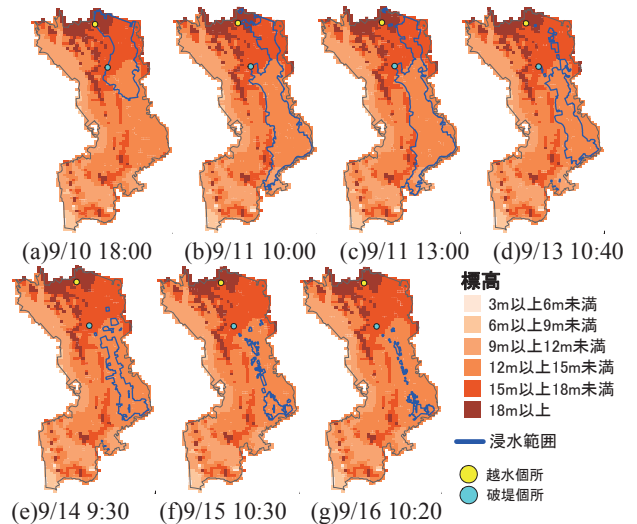 (a)9/10 18:00
(b)9/11 10:00
(c)9/11 13:00
(d)9/13 10:40
標高
3m以上6m未満
6m以上9m未満
9m以上12m未満
12m以上15m未満
15m以上18m未満
18m以上
浸水範囲
越水個所
破堤個所
(e)9/14 9:30
(f)9/15 10:30
(g)9/16 10:20